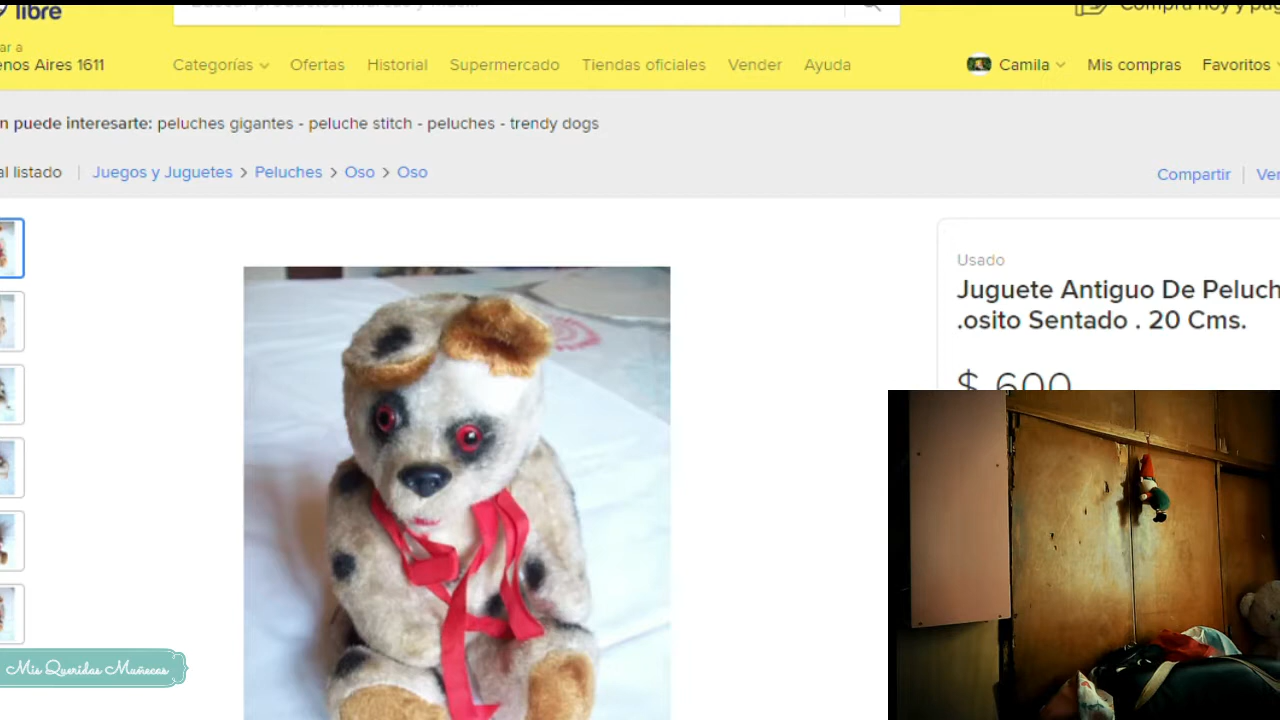 libre
enos Aires 1611
Categorías Ofertas Historial Supermercado Tiendas oficiales Vender Ayuda
Camila Mis compras Favoritos
puede interesarte: peluches gigantes - peluche stitch - peluches - trendy dogs
al listado | Juegos y Juguetes > Peluches > Oso > Oso
Compartir | Ver
Usado
Juguete Antiguo De Peluch
.osito Sentado . 20 Cms.
$ 600
Mis Queridas Muñecas